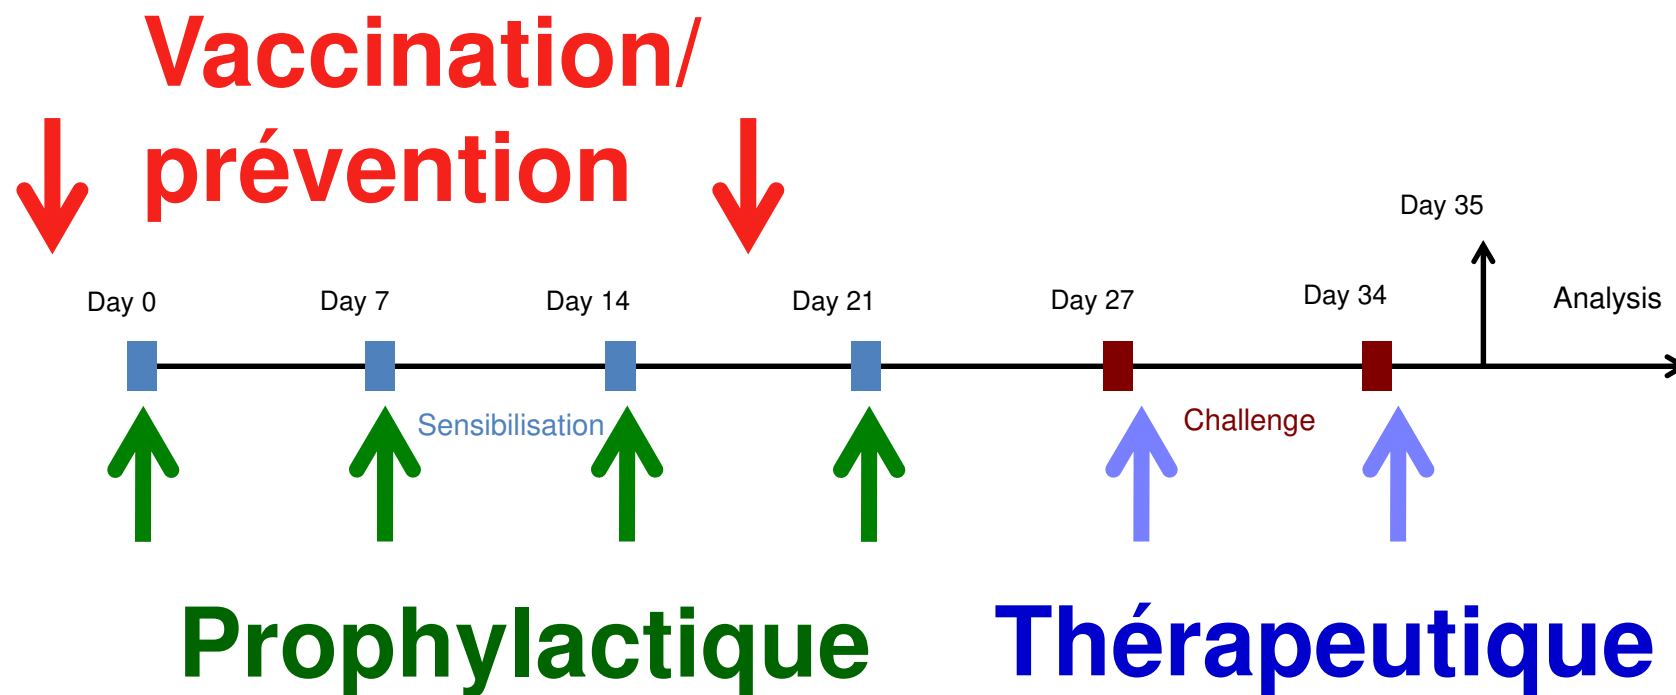 Vaccination/
prévention
Day 35
Day 0 Day 7 Day 14 Day 21 Day 27 Day 34 Analysis
Sensibilisation Challenge
Prophylactique Thérapeutique